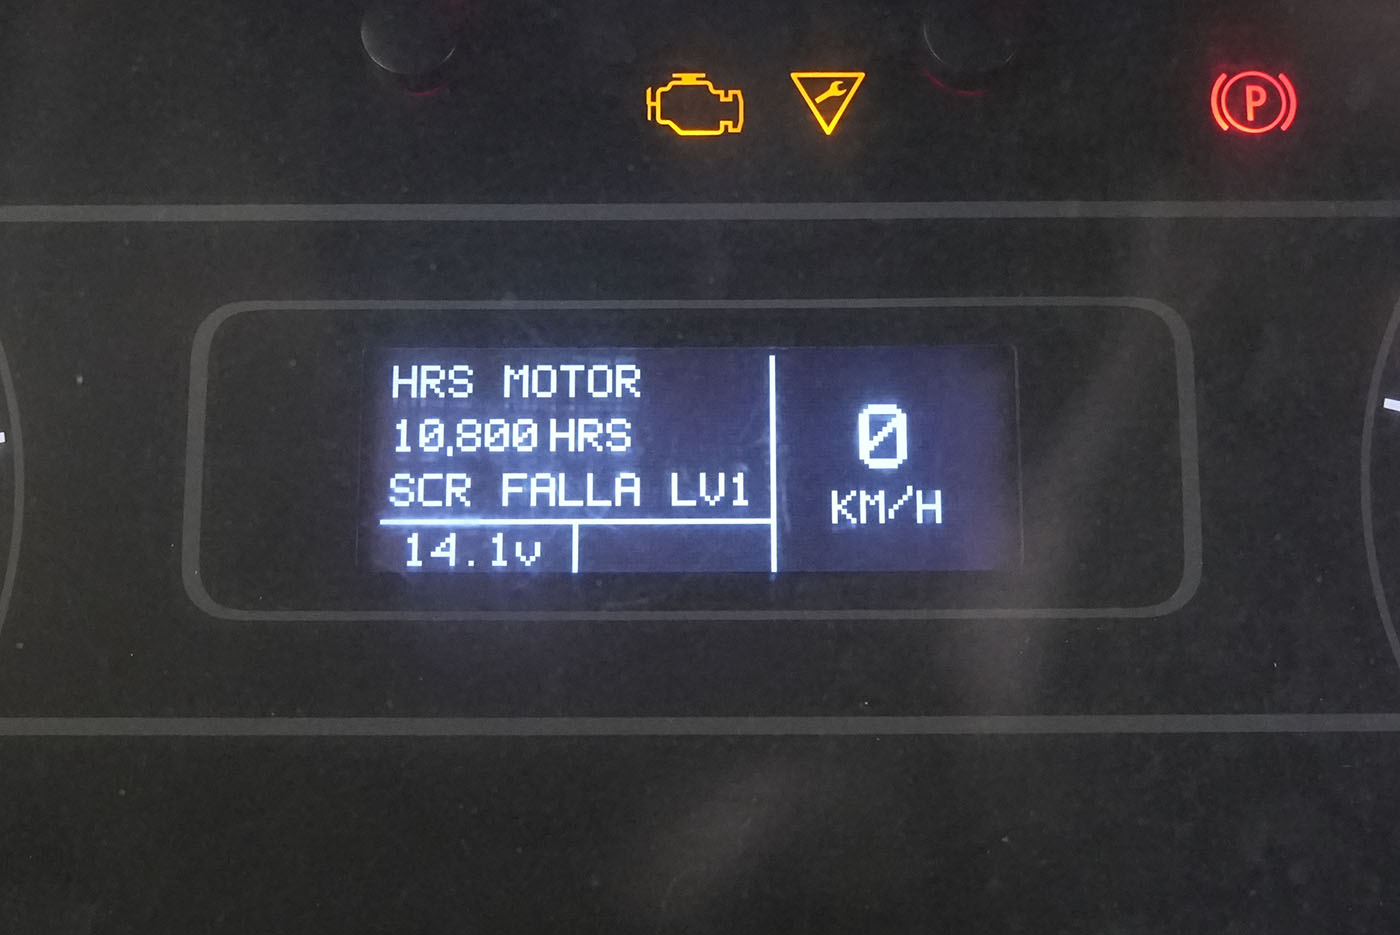 P
HRS MOTOR
10,800 HRS
SCR FALLA LV1
14.1v
0
KM/H